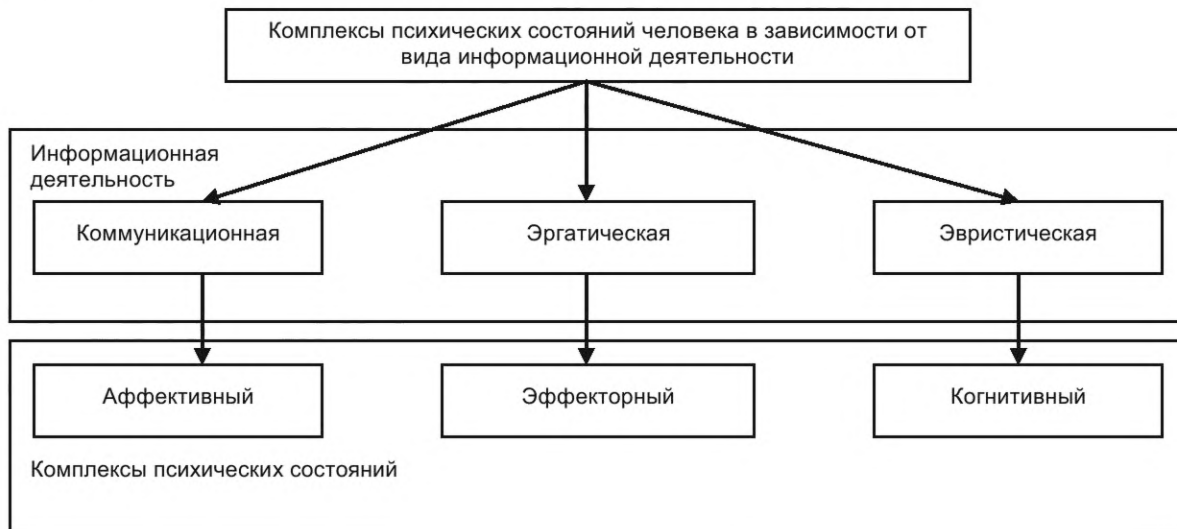 Комплексы психических состояний человека в зависимости от
вида информационной деятельности
Информационная
деятельность
Коммуникационная
Эргатическая
Эвристическая
Аффективный
Эффекторный
Когнитивный
Комплексы психических состояний